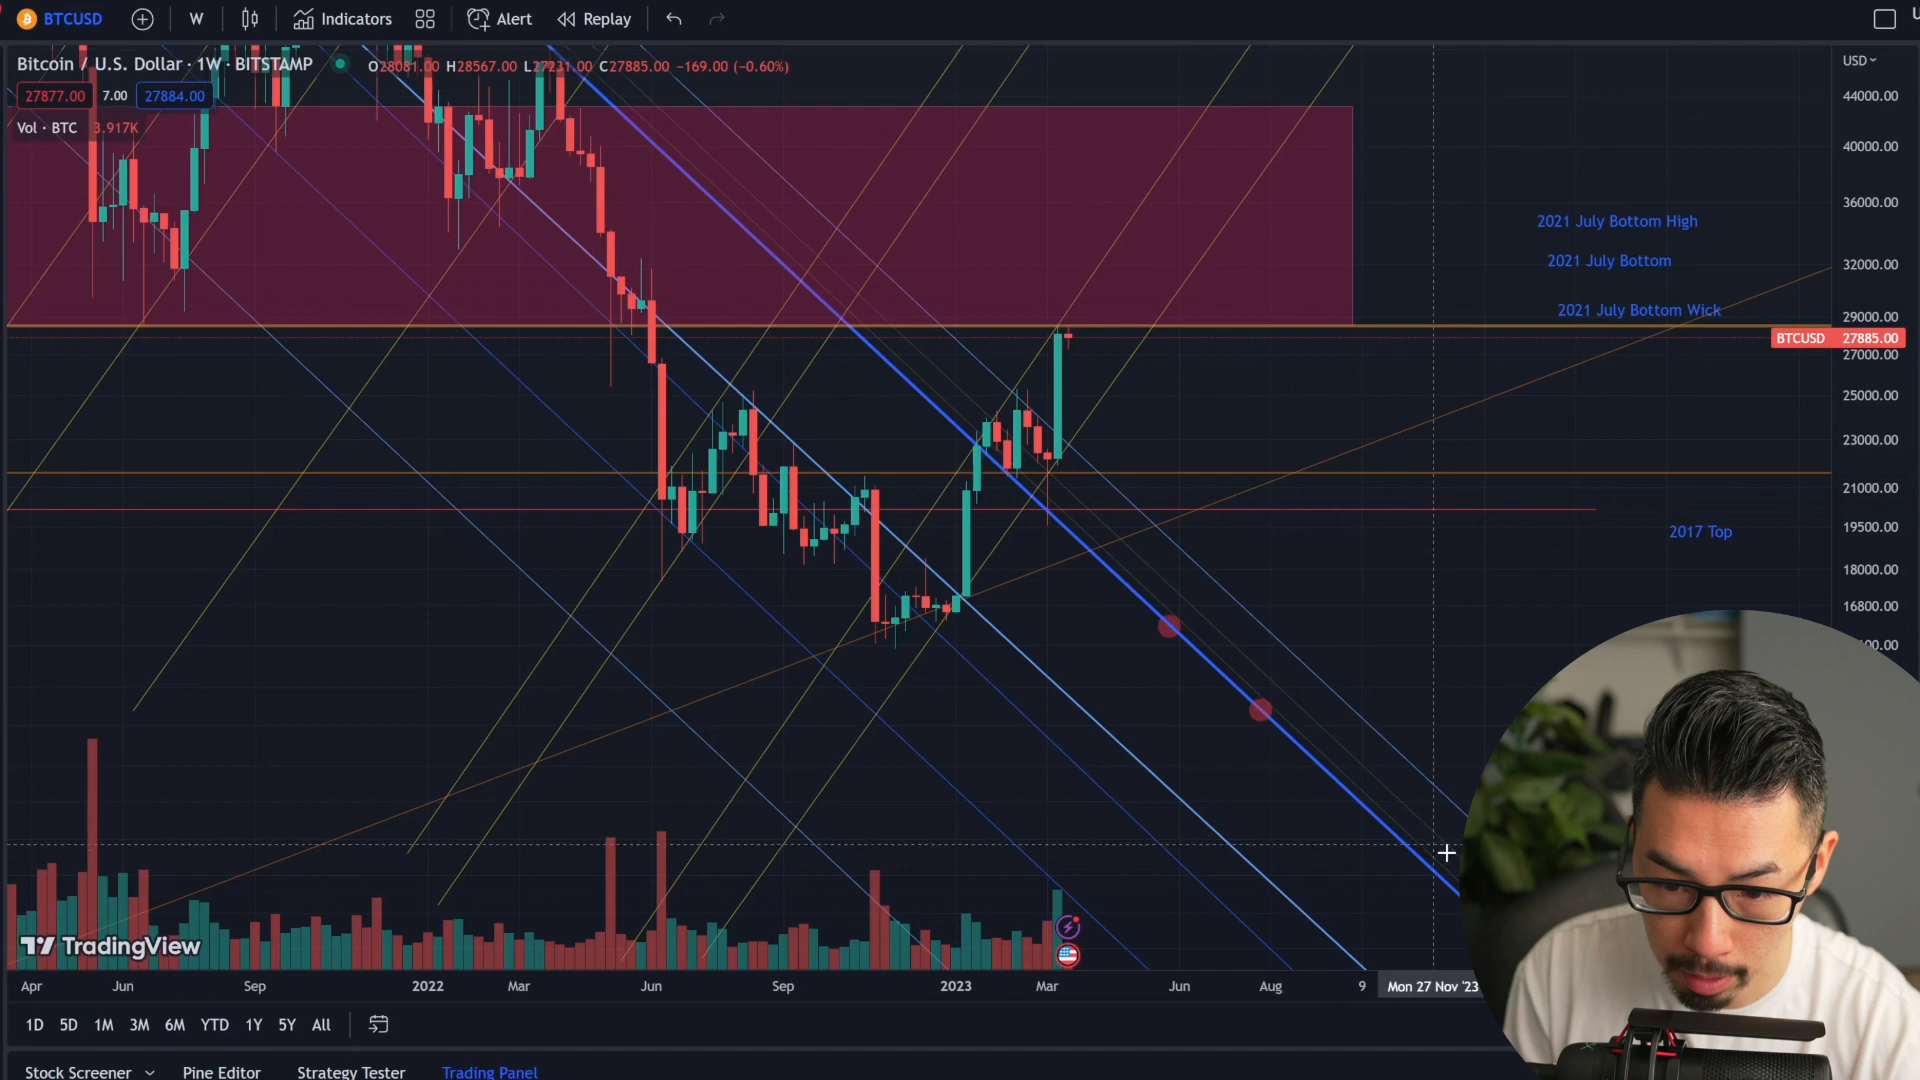 BTCUSD W Indicators Alert Replay
Bitcoin / U.S. Dollar · 1W · BITSTAMP O28081.00 H28567.00 L27231.00 C27885.00 −169.00 (−0.60%)
USD
27877.00 7.00 27884.00
44000.00
Vol · BTC 3.917K
40000.00
36000.00
2021 July Bottom High
2021 July Bottom
32000.00
2021 July Bottom Wick
29000.00
BTCUSD 27885.00
27000.00
25000.00
23000.00
21000.00
19500.00
2017 Top
18000.00
16800.00
TradingView
Apr Jun Sep 2022 Mar Jun Sep 2023 Mar Jun Aug 9 Mon 27 Nov '23
1D 5D 1M 3M 6M YTD 1Y 5Y All
Stock Screener Pine Editor Strategy Tester Trading Panel